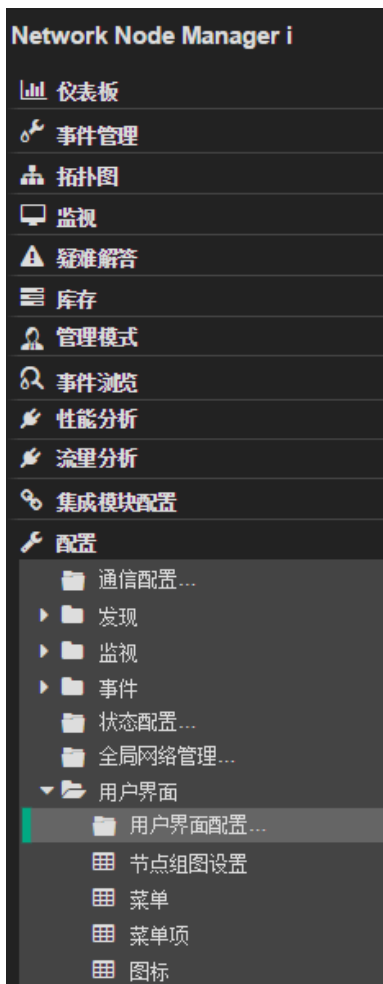 Network Node Manager i
仪表板
事件管理
拓扑图
监视
疑难解答
库存
管理模式
事件浏览
性能分析
流量分析
集成模块配置
配置
通信配置...
发现
监视
事件
状态配置...
全局网络管理...
用户界面
用户界面配置...
节点组图设置
菜单
菜单项
图标